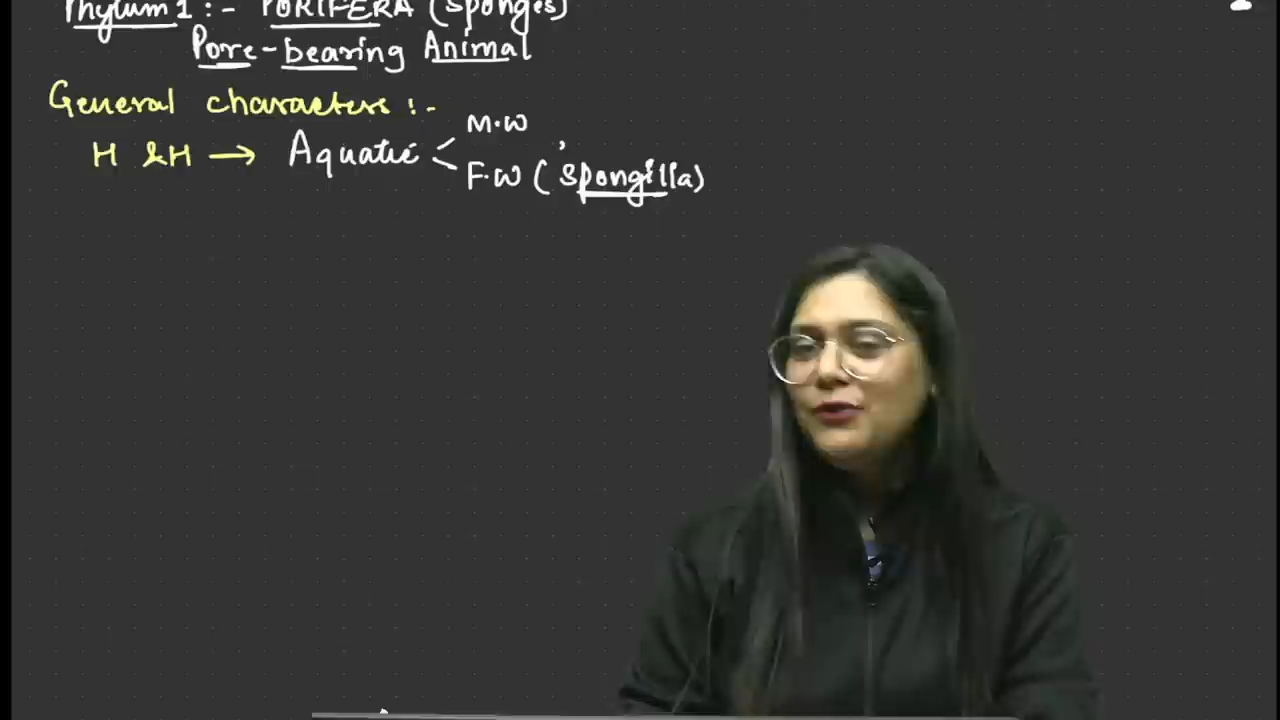 Phylum 1 :- PORIFERA (Sponges)
Pore-bearing Animal
General characters :-
M.W
H &H → Aquatic <
F.W ( Spongilla)